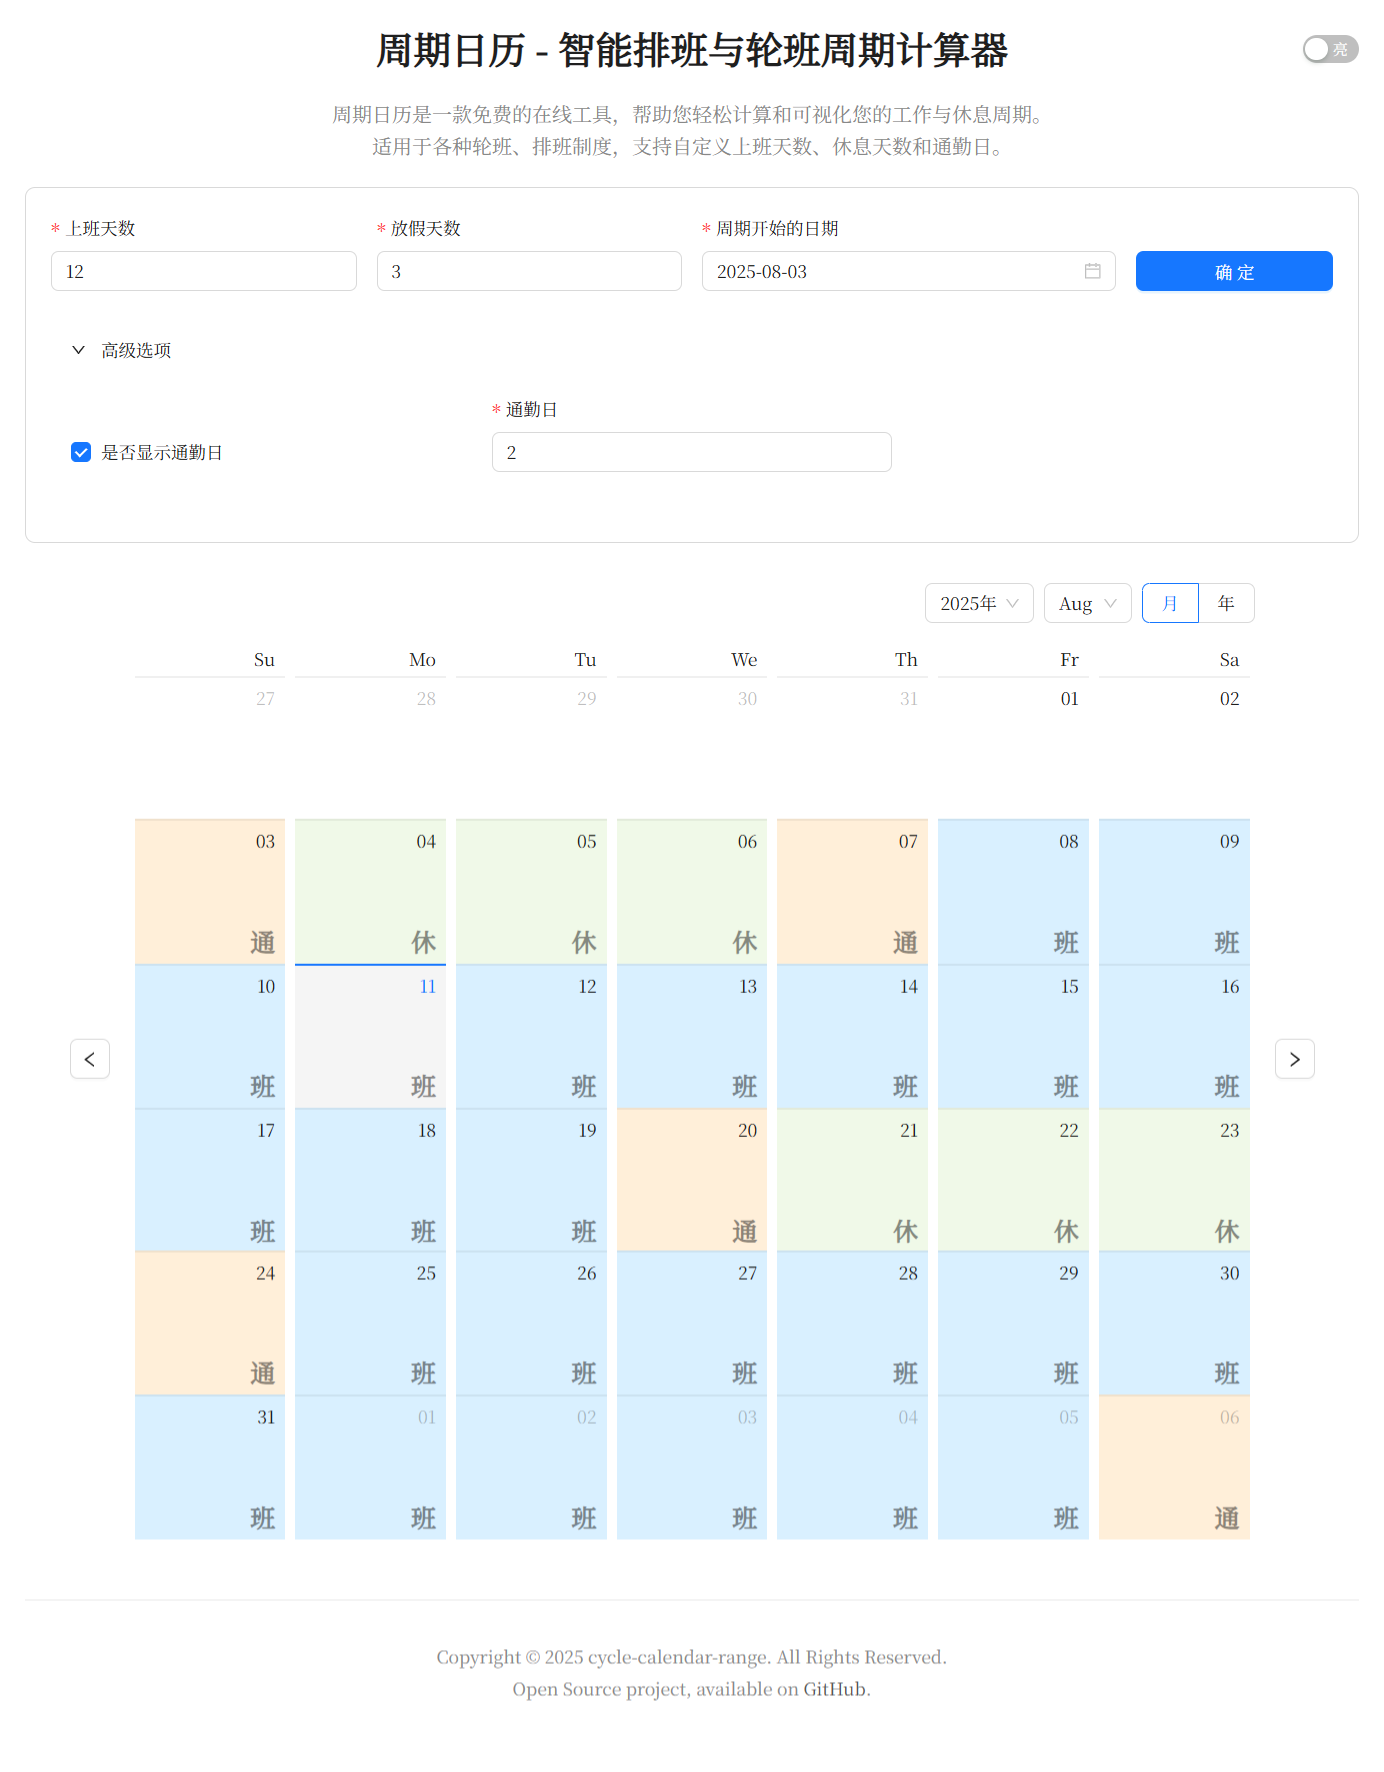 周期日历 - 智能排班与轮班周期计算器
亮
周期日历是一款免费的在线工具，帮助您轻松计算和可视化您的工作与休息周期。
适用于各种轮班、排班制度，支持自定义上班天数、休息天数和通勤日。
* 上班天数 * 放假天数 * 周期开始的日期
12 3 2025-08-03 确 定
高级选项
* 通勤日
是否显示通勤日 2
2025年 Aug 月 年
Su Mo Tu We Th Fr Sa
27 28 29 30 31 01 02
03 04 05 06 07 08 09
通 休 休 休 通 班 班
10 11 12 13 14 15 16
班 班 班 班 班 班 班
17 18 19 20 21 22 23
班 班 班 通 休 休 休
24 25 26 27 28 29 30
通 班 班 班 班 班 班
31 01 02 03 04 05 06
班 班 班 班 班 班 通
Copyright © 2025 cycle-calendar-range. All Rights Reserved.
Open Source project, available on GitHub.